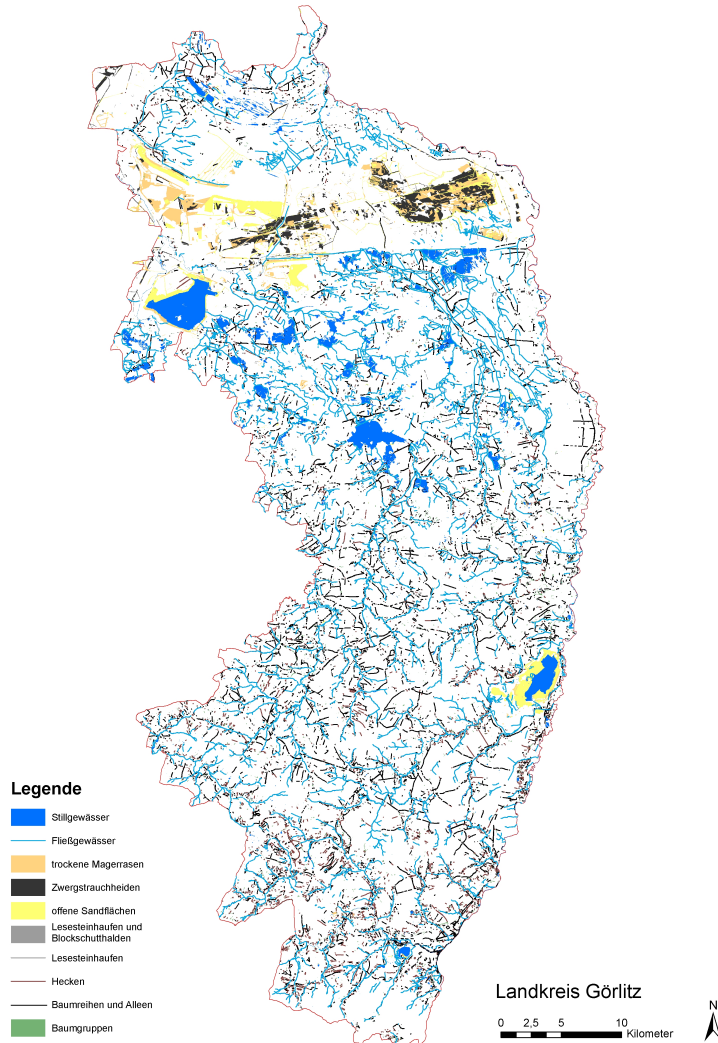 Legende
Stillgewässer
Fließgewässer
trockene Magerrasen
Zwergstrauchheiden
offene Sandflächen
Lesesteinhaufen und
Blockschutthalden
Lesesteinhaufen
Hecken
Baumreihen und Alleen
Baumgruppen
Landkreis Görlitz
0 2,5 5 10
Kilometer
N